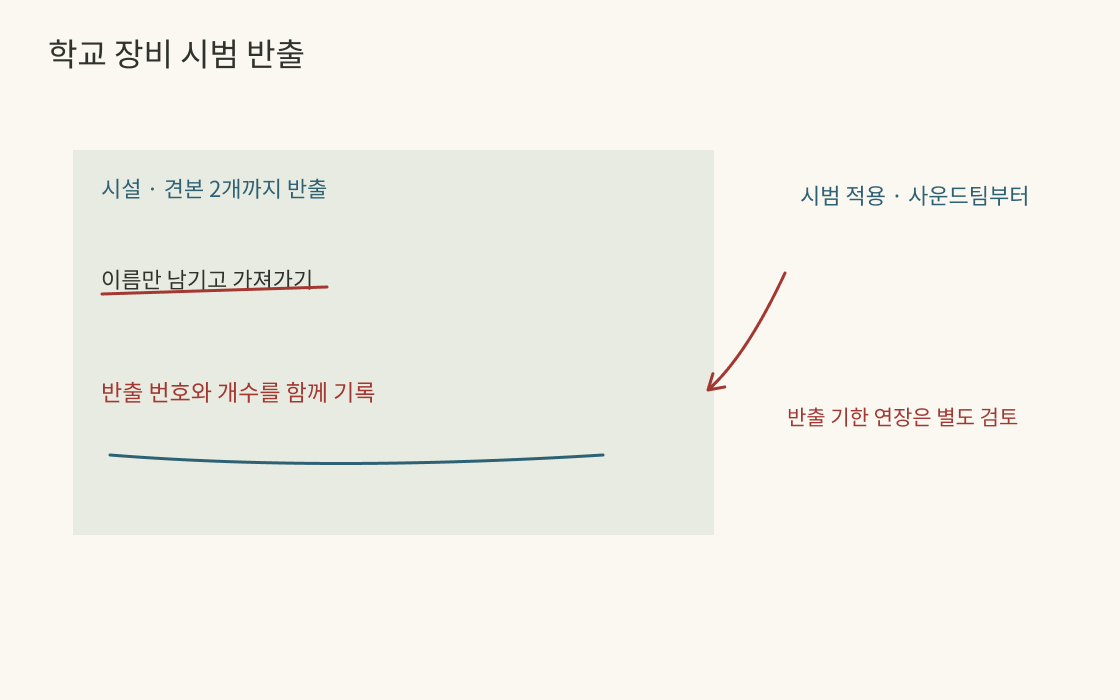 학교 장비 시범 반출
시설 · 견본 2개까지 반출
시범 적용 · 사운드팀부터
이름만 남기고 가져가기
반출 번호와 개수를 함께 기록
반출 기한 연장은 별도 검토